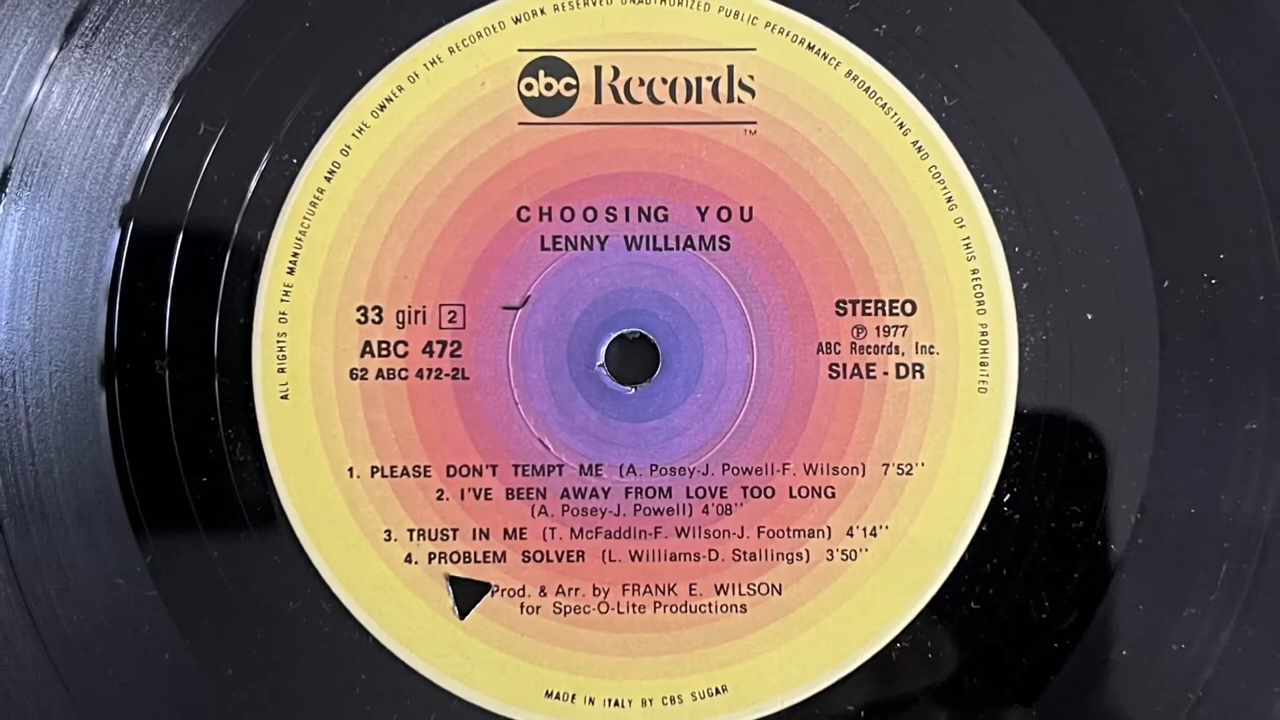 ALL RIGHTS OF THE MANUFACTURER AND OF THE OWNER OF THE RECORDED WORK RESERVED UNAUTHORIZED PUBLIC PERFORMANCE BROADCASTING AND COPYING OF THIS RECORD PROHIBITED
abc Records
TM
CHOOSING YOU
LENNY WILLIAMS
33 giri 2
ABC 472
62 ABC 472-2L
STEREO
℗ 1977
ABC Records, Inc.
SIAE - DR
1. PLEASE DON'T TEMPT ME (A. Posey-J. Powell-F. Wilson) 7'52''
2. I'VE BEEN AWAY FROM LOVE TOO LONG
(A. Posey-J. Powell) 4'08''
3. TRUST IN ME (T. McFaddin-F. Wilson-J. Footman) 4'14''
4. PROBLEM SOLVER (L. Williams-D. Stallings) 3'50''
Prod. & Arr. by FRANK E. WILSON
for Spec-O-Lite Productions
MADE IN ITALY BY CBS SUGAR